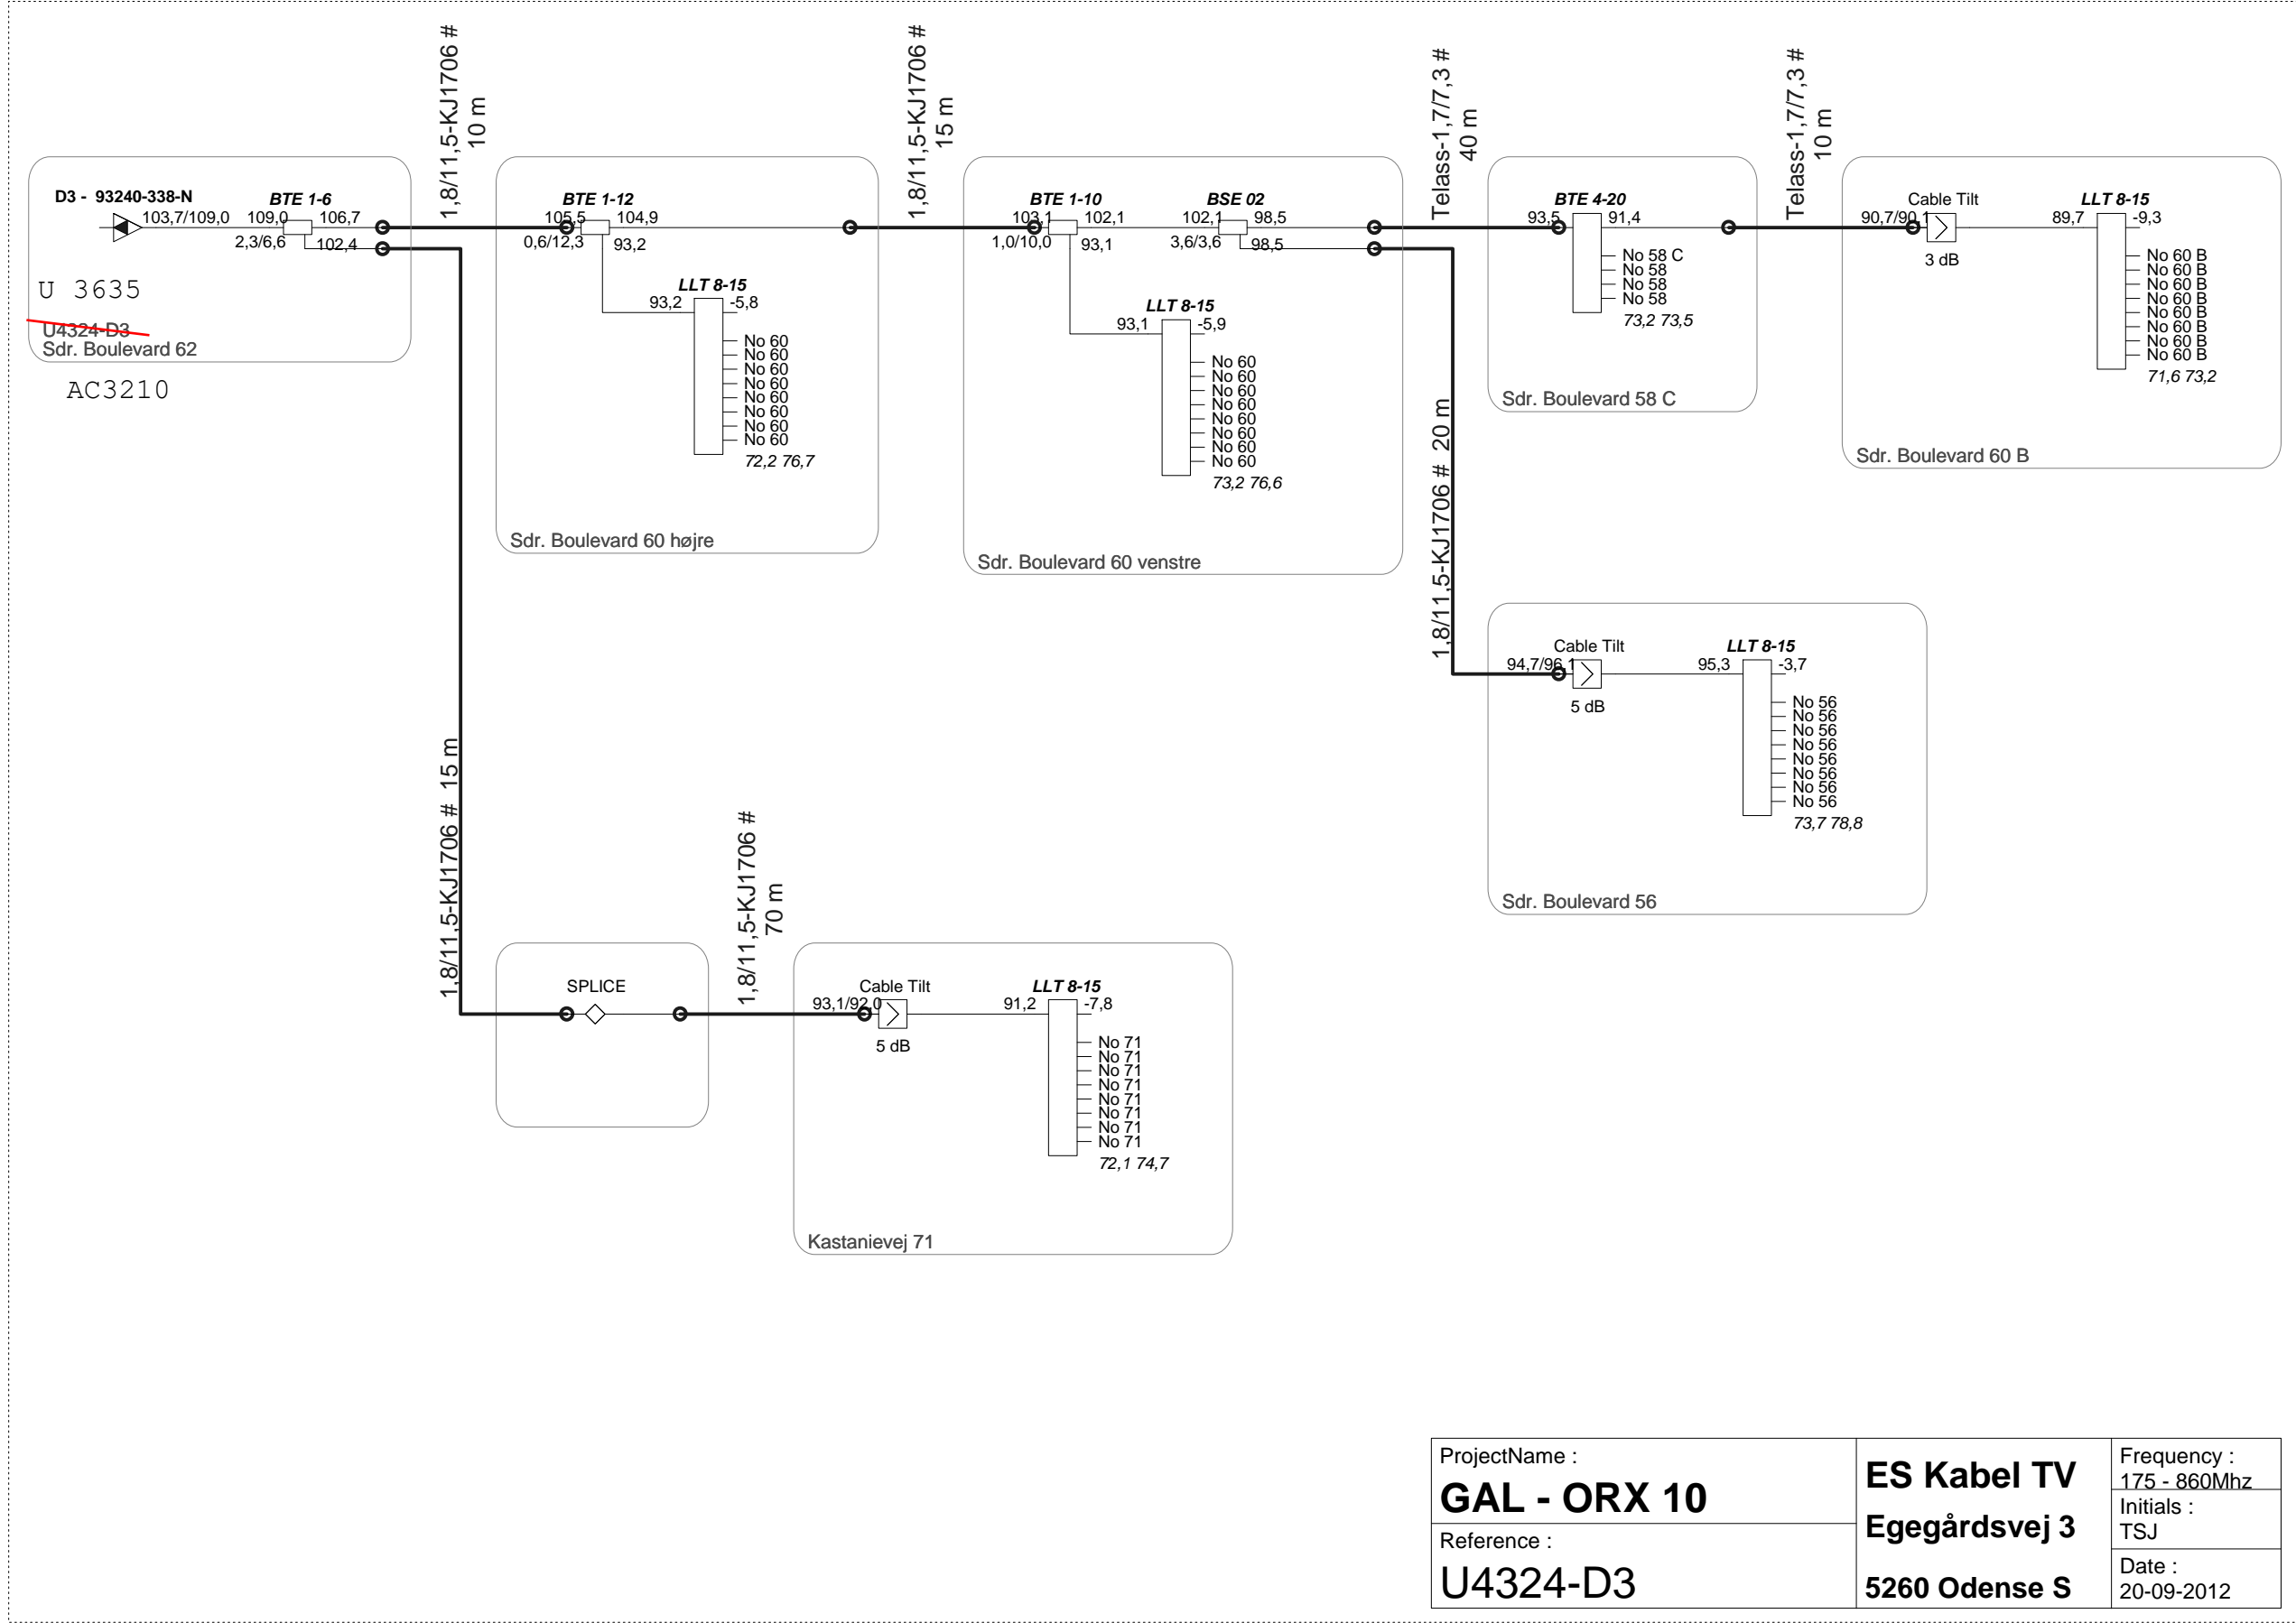 1,8/11,5-KJ1706 #
10 m
1,8/11,5-KJ1706 #
15 m
Telass-1,7/7,3 #
40 m
Telass-1,7/7,3 #
10 m
D3 - 93240-338-N
BTE 1-6
103,7/109,0
109,0
106,7
2,3/6,6
102,4
U 3635
U4324-D3
Sdr. Boulevard 62
AC3210
BTE 1-12
105,5
104,9
0,6/12,3
93,2
LLT 8-15
93,2
-5,8
No 60
No 60
No 60
No 60
No 60
No 60
No 60
No 60
72,2 76,7
Sdr. Boulevard 60 højre
BTE 1-10
103,1
102,1
1,0/10,0
93,1
BSE 02
102,1
98,5
3,6/3,6
98,5
LLT 8-15
93,1
-5,9
No 60
No 60
No 60
No 60
No 60
No 60
No 60
No 60
73,2 76,6
Sdr. Boulevard 60 venstre
BTE 4-20
93,5
91,4
No 58 C
No 58
No 58
No 58
73,2 73,5
Sdr. Boulevard 58 C
Cable Tilt
90,7/90,1
3 dB
LLT 8-15
89,7
-9,3
No 60 B
No 60 B
No 60 B
No 60 B
No 60 B
No 60 B
No 60 B
No 60 B
71,6 73,2
Sdr. Boulevard 60 B
1,8/11,5-KJ1706 # 20 m
Cable Tilt
94,7/96,1
5 dB
LLT 8-15
95,3
-3,7
No 56
No 56
No 56
No 56
No 56
No 56
No 56
No 56
73,7 78,8
Sdr. Boulevard 56
1,8/11,5-KJ1706 # 15 m
SPLICE
1,8/11,5-KJ1706 #
70 m
Cable Tilt
93,1/92,0
5 dB
LLT 8-15
91,2
-7,8
No 71
No 71
No 71
No 71
No 71
No 71
No 71
No 71
72,1 74,7
Kastanievej 71
ProjectName :
GAL - ORX 10
Reference :
U4324-D3
ES Kabel TV
Egegårdsvej 3
5260 Odense S
Frequency :
175 - 860Mhz
Initials :
TSJ
Date :
20-09-2012